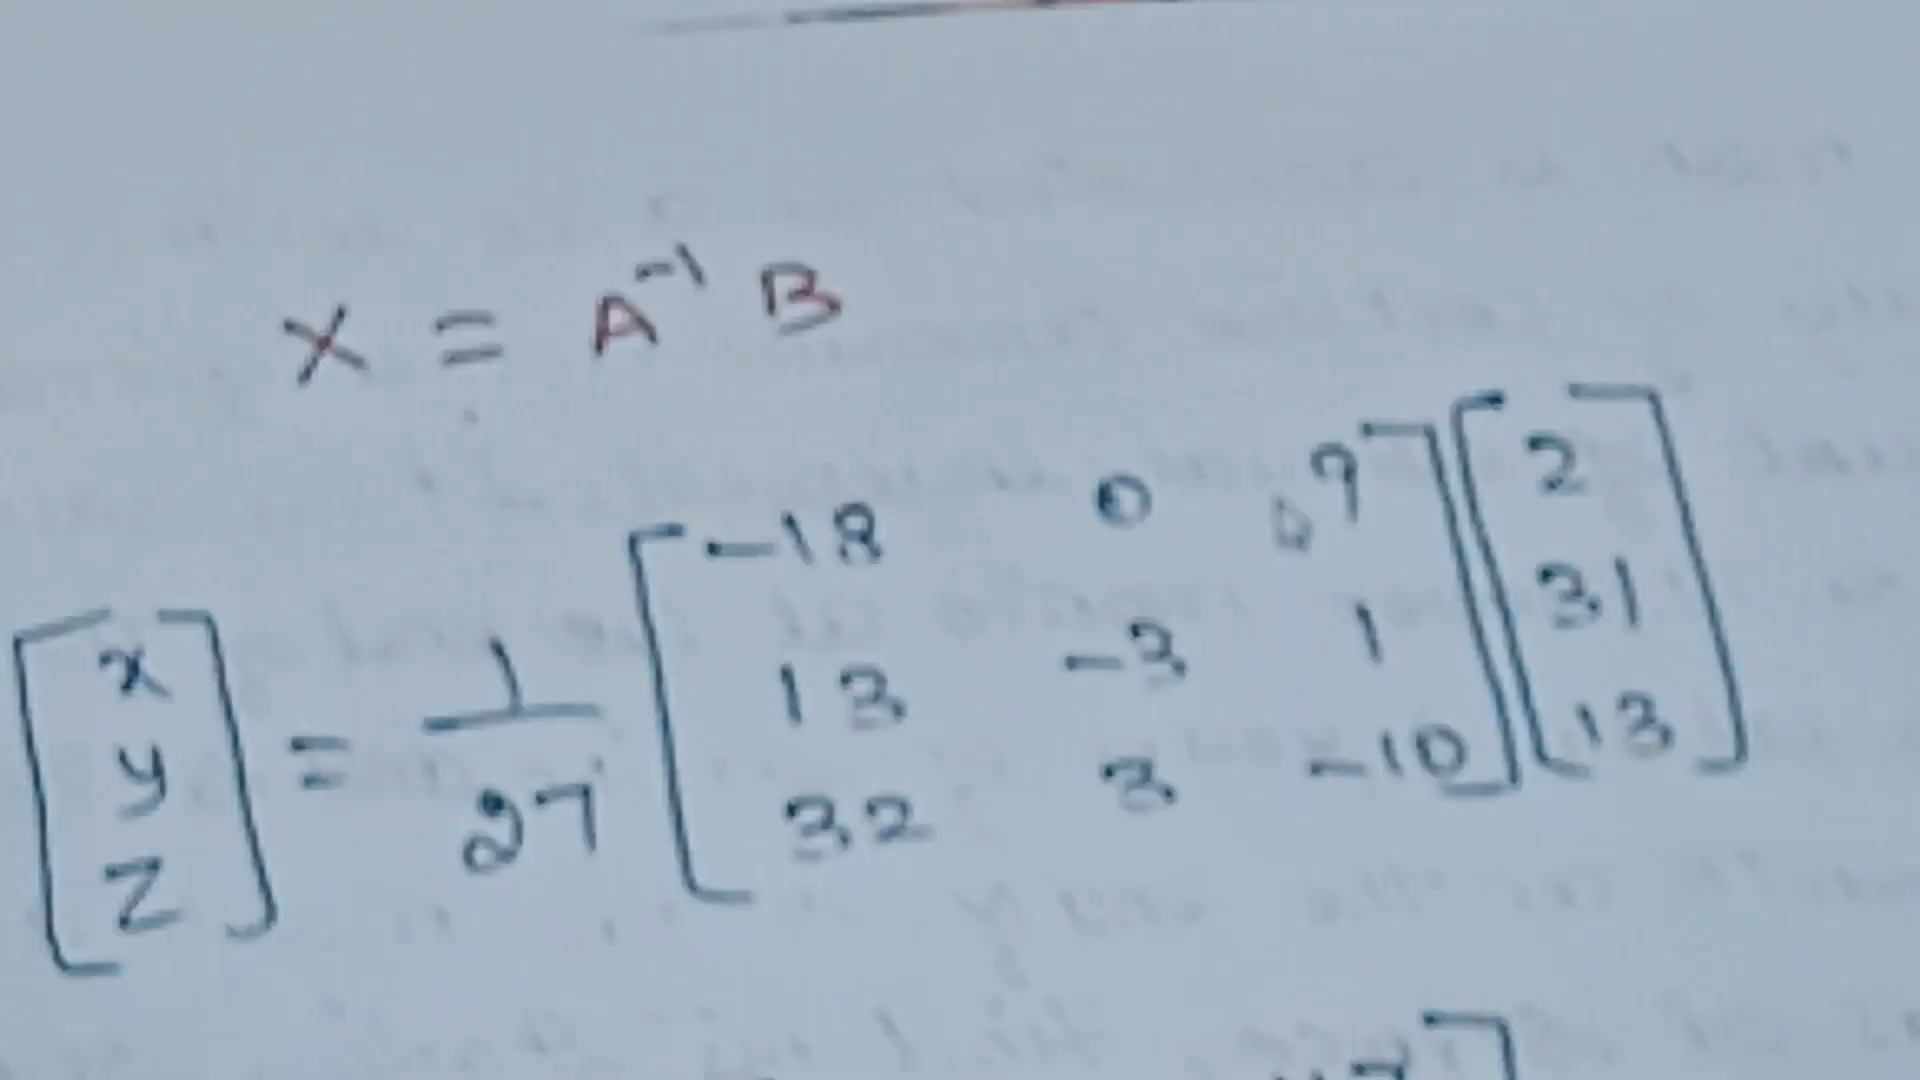 X = A⁻¹ B
[x y z] = 1/27 [-18 0 9; 13 -3 1; 32 3 -10] [2; 31; 13]